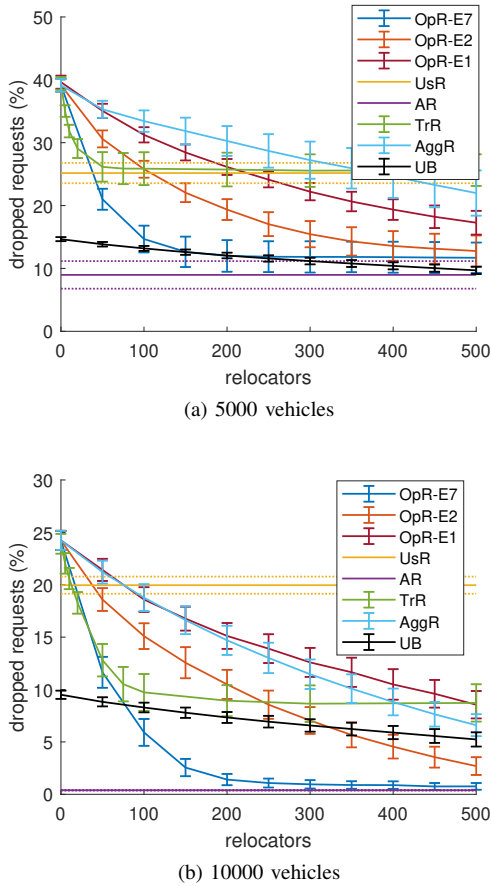 50
40
30
20
10
0
dropped requests (%)
0 100 200 300 400 500
relocators
OpR-E7
OpR-E2
OpR-E1
UsR
AR
TrR
AggR
UB
(a) 5000 vehicles
30
25
20
15
10
5
0
dropped requests (%)
0 100 200 300 400 500
relocators
OpR-E7
OpR-E2
OpR-E1
UsR
AR
TrR
AggR
UB
(b) 10000 vehicles